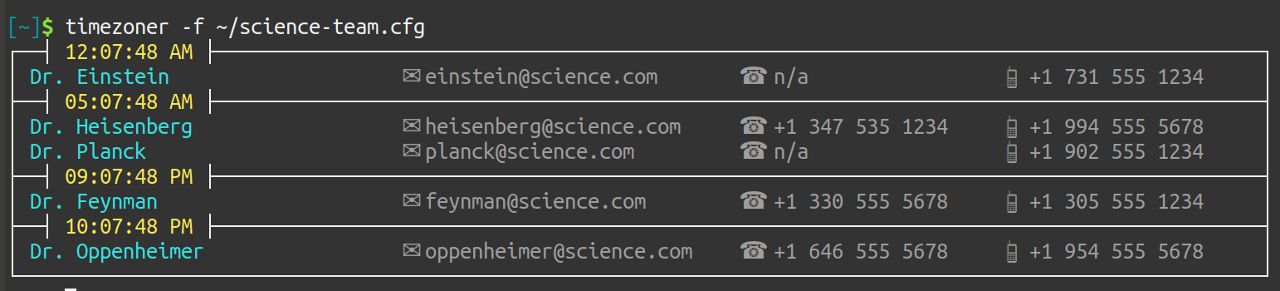 [~]$ timezoner -f ~/science-team.cfg
12:07:48 AM
Dr. Einstein ✉ einstein@science.com ☎ n/a 📱 +1 731 555 1234
05:07:48 AM
Dr. Heisenberg ✉ heisenberg@science.com ☎ +1 347 535 1234 📱 +1 994 555 5678
Dr. Planck ✉ planck@science.com ☎ n/a 📱 +1 902 555 1234
09:07:48 PM
Dr. Feynman ✉ feynman@science.com ☎ +1 330 555 5678 📱 +1 305 555 1234
10:07:48 PM
Dr. Oppenheimer ✉ oppenheimer@science.com ☎ +1 646 555 5678 📱 +1 954 555 5678